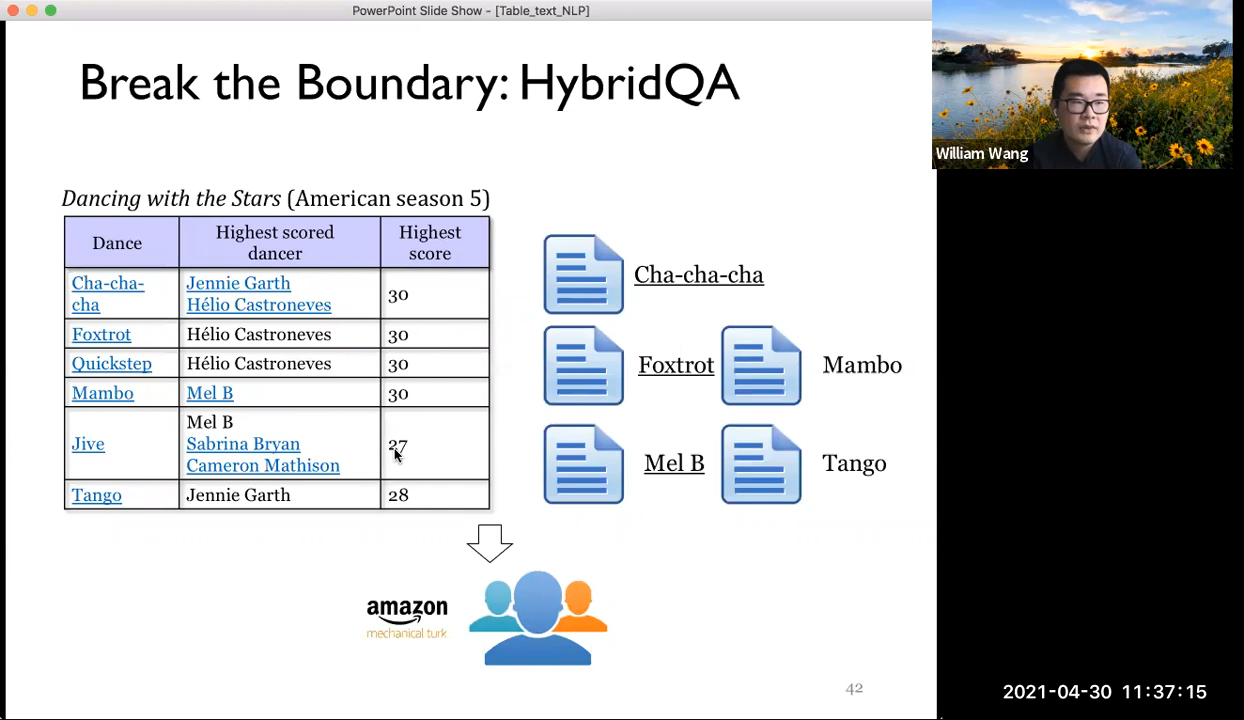 PowerPoint Slide Show - [Table_text_NLP]
Break the Boundary: HybridQA
William Wang
Dancing with the Stars (American season 5)
Dance
Highest scored
dancer
Highest
score
Cha-cha-
cha
Jennie Garth
Hélio Castroneves
30
Foxtrot
Hélio Castroneves
30
Quickstep
Hélio Castroneves
30
Mambo
Mel B
30
Jive
Mel B
Sabrina Bryan
Cameron Mathison
27
Tango
Jennie Garth
28
Cha-cha-cha
Foxtrot
Mambo
Mel B
Tango
amazon
mechanical turk
42
2021-04-30 11:37:15